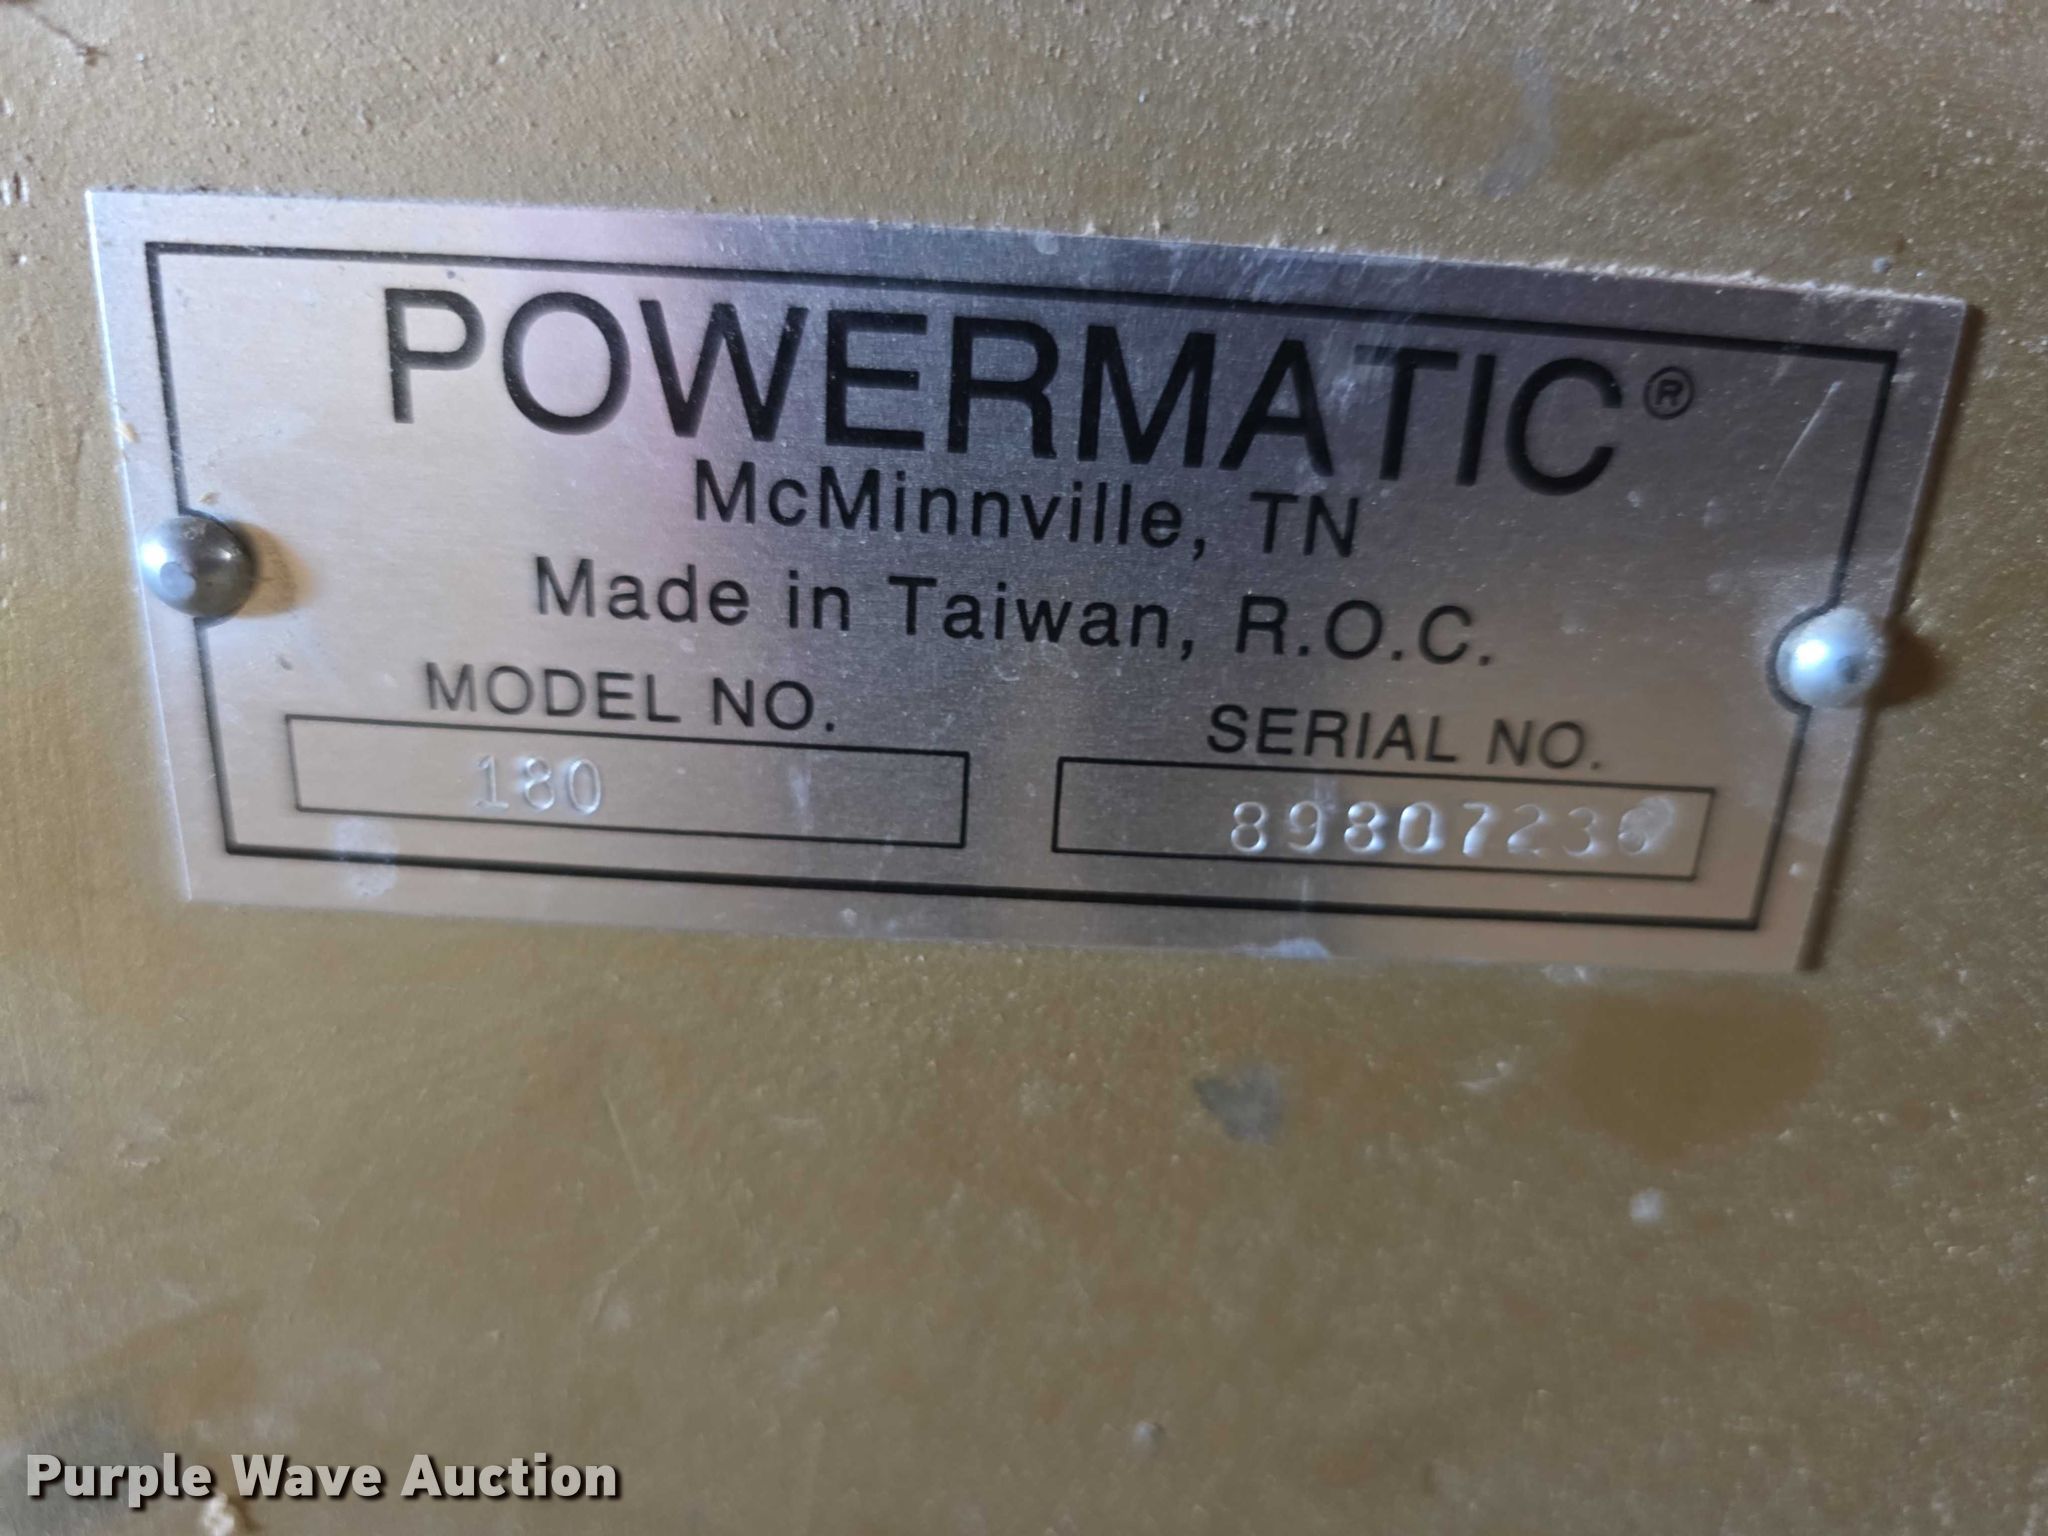 POWERMATIC®
McMinnville, TN
Made in Taiwan, R.O.C.
MODEL NO. SERIAL NO.
180
Purple Wave Auction